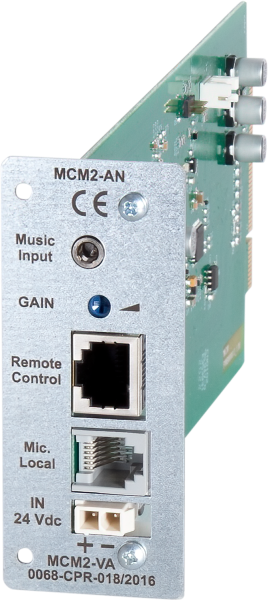 MCM2-AN
CE
Music
Input
GAIN
Remote
Control
Mic.
Local
IN
24 Vdc
+ −
MCM2-VA
0068-CPR-018/2016